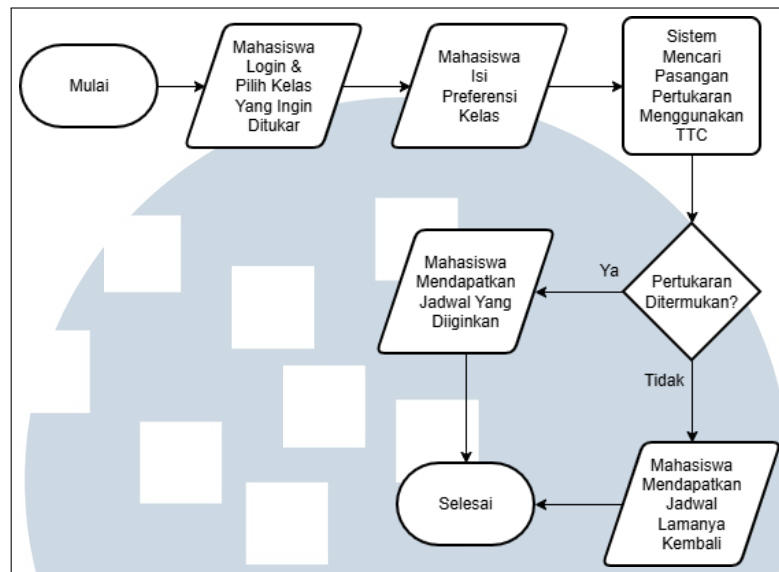 Mulai
Mahasiswa
Login &
Pilih Kelas
Yang Ingin
Ditukar
Mahasiswa
Isi
Preferensi
Kelas
Sistem
Mencari
Pasangan
Pertukaran
Menggunakan
TTC
Pertukaran
Ditermukan?
Ya
Mahasiswa
Mendapatkan
Jadwal Yang
Diiginkan
Tidak
Mahasiswa
Mendapatkan
Jadwal
Lamanya
Kembali
Selesai